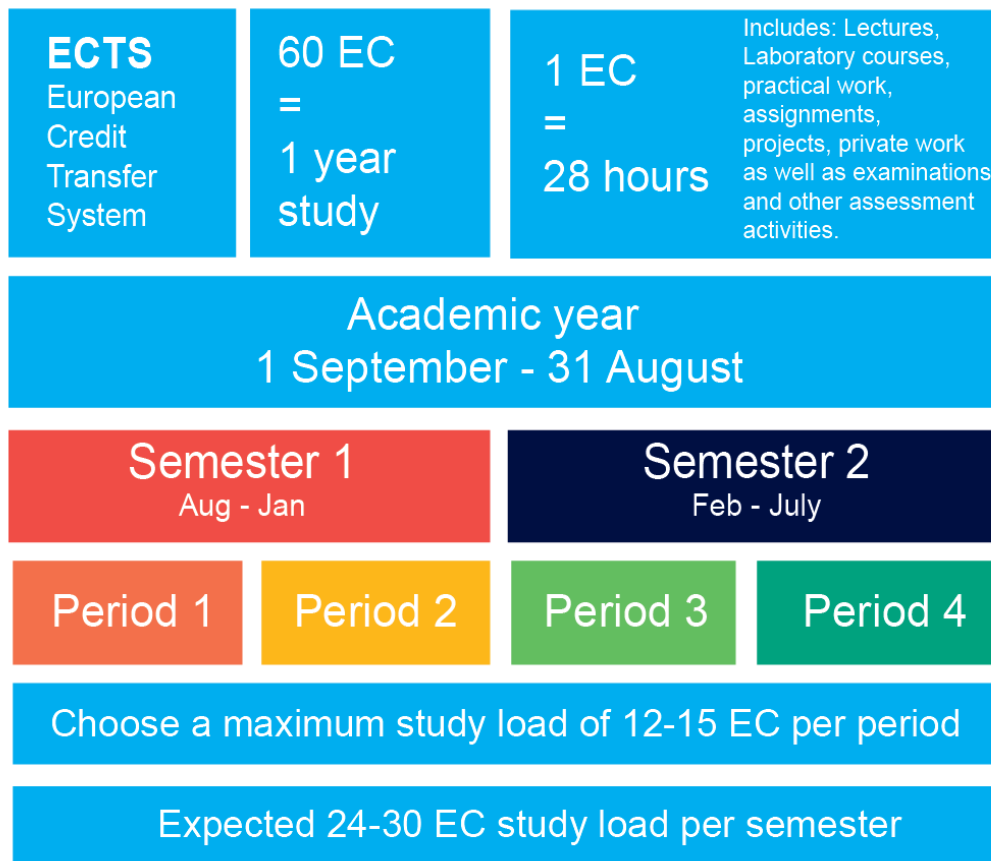 ECTS
European
Credit
Transfer
System
60 EC
=
1 year
study
1 EC
=
28 hours
Includes: Lectures,
Laboratory courses,
practical work,
assignments,
projects, private work
as well as examinations
and other assessment
activities.
Academic year
1 September - 31 August
Semester 1
Aug - Jan
Semester 2
Feb - July
Period 1
Period 2
Period 3
Period 4
Choose a maximum study load of 12-15 EC per period
Expected 24-30 EC study load per semester